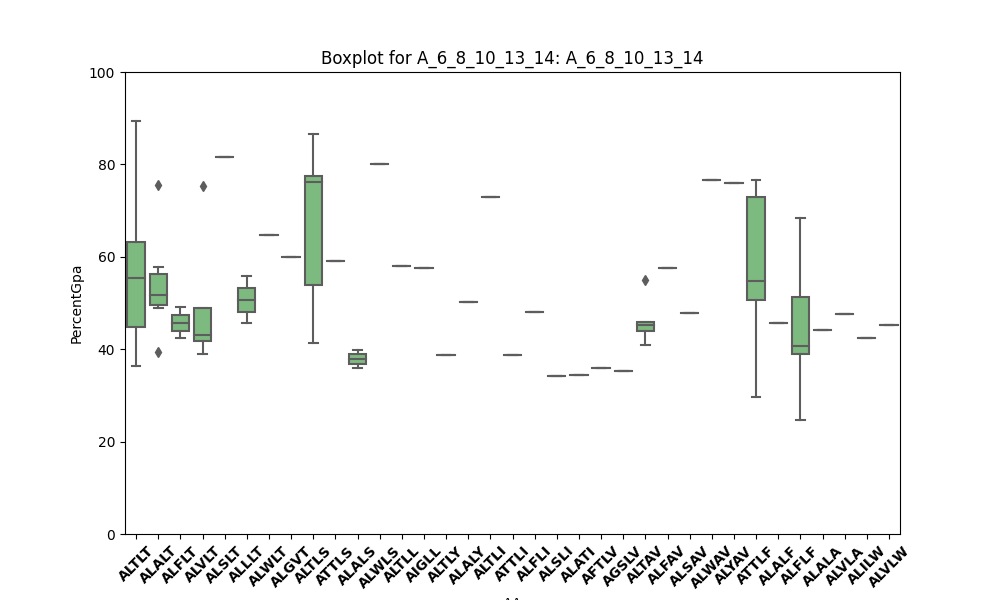 Boxplot for A_6_8_10_13_14: A_6_8_10_13_14
100
80
60
40
20
0
PercentGpa
ALTLT
ALALT
ALFLT
ALVLT
ALSLT
ALLLT
ALWLT
ALGVT
ALTLS
ATTLS
ALALS
ALWLS
ALTLL
AIGLL
ALTLY
ALALY
ALTLI
ATTLI
ALFLI
ALSLI
ALATI
AFTLV
AGSLV
ALTAV
ALFAV
ALSAV
ALWAV
ALYAV
ATTLF
ALALF
ALFLF
ALALA
ALVLA
ALILW
ALVLW